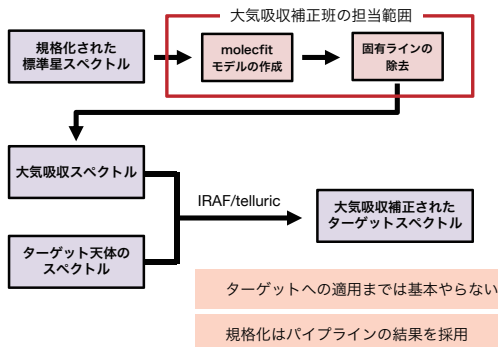 大気吸収補正班の担当範囲
規格化された
標準星スペクトル
molecfit
モデルの作成
固有ラインの
除去
大気吸収スペクトル
IRAF/telluric
大気吸収補正された
ターゲットスペクトル
ターゲット天体の
スペクトル
ターゲットへの適用までは基本やらない
規格化はパイプラインの結果を採用